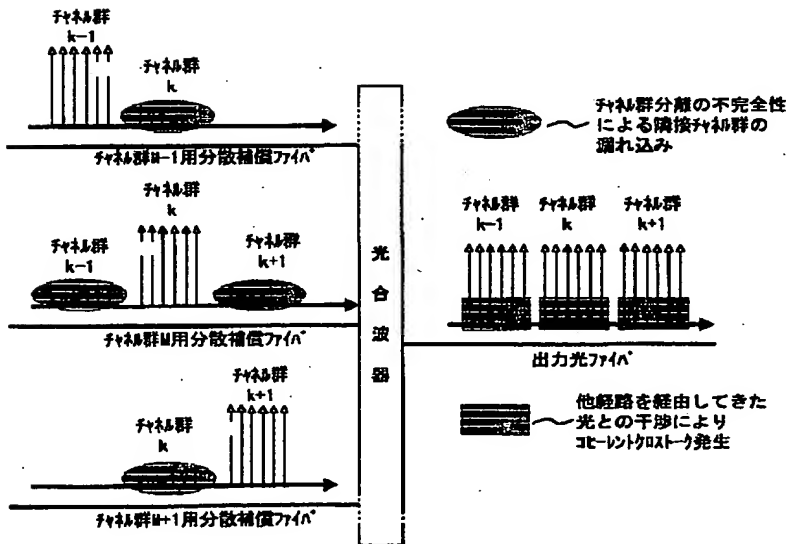 チャネル群
k-1
チャネル群
k
チャネル群M-1用分散補償ファイバ
チャネル群
k-1
チャネル群
k
チャネル群
k+1
チャネル群M用分散補償ファイバ
チャネル群
k
チャネル群
k+1
チャネル群M+1用分散補償ファイバ
光合波器
チャネル群分離の不完全性
による隣接チャネル群の
漏れ込み
チャネル群
k-1
チャネル群
k
チャネル群
k+1
出力光ファイバ
他経路を経由してきた
光との干渉により
コヒーレントクロストーク発生